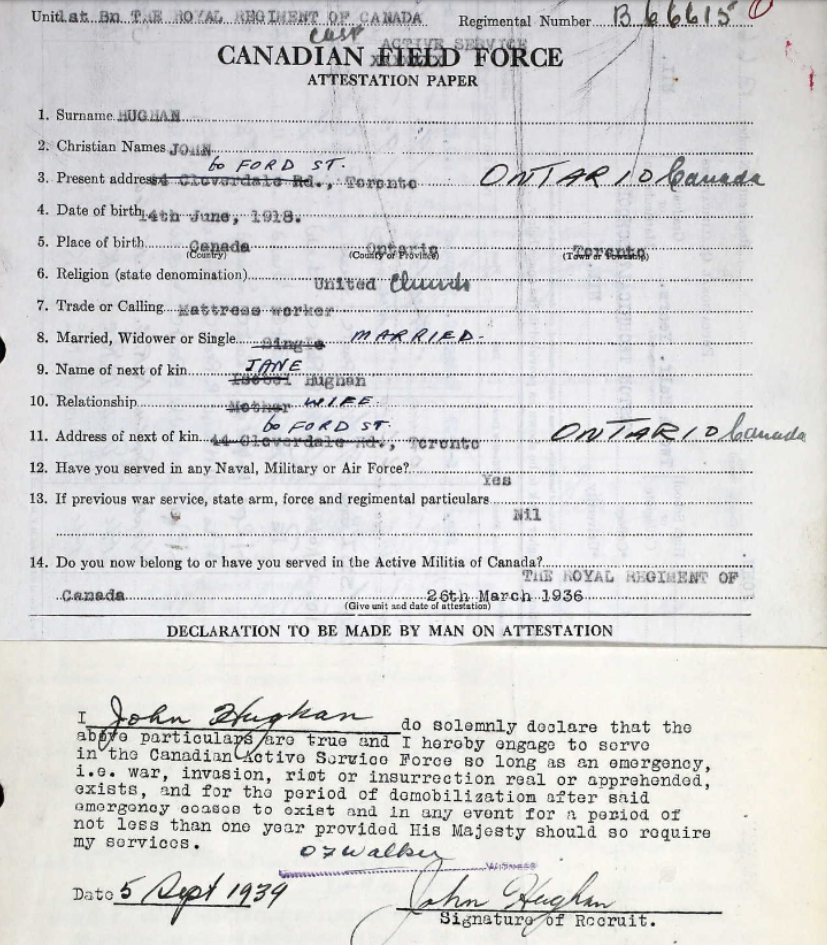 Unit 1st Bn. THE ROYAL REGIMENT OF CANADA Regimental Number B 66615
CASF ACTIVE SERVICE
CANADIAN FIELD FORCE
ATTESTATION PAPER
1. Surname HUGHAN
2. Christian Names JOHN
60 FORD ST.
3. Present address 44 Cloverdale Rd., Toronto ONTARIO Canada
4. Date of birth 14th June, 1918.
5. Place of birth Canada Ontario Toronto
(Country) (County or Province) (Town or Township)
6. Religion (state denomination) United Church
7. Trade or Calling Mattress worker
8. Married, Widower or Single Single MARRIED-
JANE
9. Name of next of kin Isobel Hughan
10. Relationship Mother WIFE
60 FORD ST.
11. Address of next of kin 44 Cloverdale Rd., Toronto ONTARIO Canada
12. Have you served in any Naval, Military or Air Force? Yes
13. If previous war service, state arm, force and regimental particulars Nil
14. Do you now belong to or have you served in the Active Militia of Canada?
THE ROYAL REGIMENT OF
Canada 26th March 1936
(Give unit and date of attestation)
DECLARATION TO BE MADE BY MAN ON ATTESTATION
I John Hughan do solemnly declare that the
above particulars are true and I hereby engage to serve
in the Canadian Active Service Force so long as an emergency,
i.e. war, invasion, riot or insurrection real or apprehended,
exists, and for the period of demobilization after said
emergency ceases to exist and in any event for a period of
not less than one year provided His Majesty should so require
my services.
OF Walker
Witness
Date 5 Sept 1939 John Hughan
Signature of Recruit.